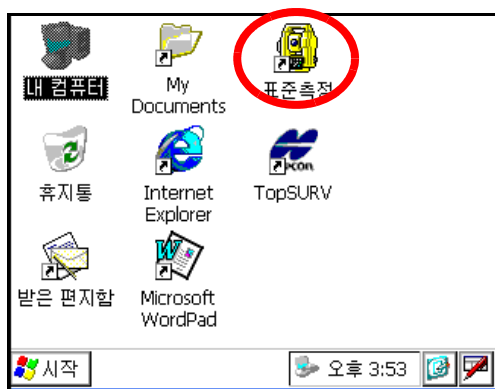 내 컴퓨터
My
Documents
표준측정
휴지통
Internet
Explorer
TopSURV
받은 편지함
Microsoft
WordPad
시작
오후 3:53